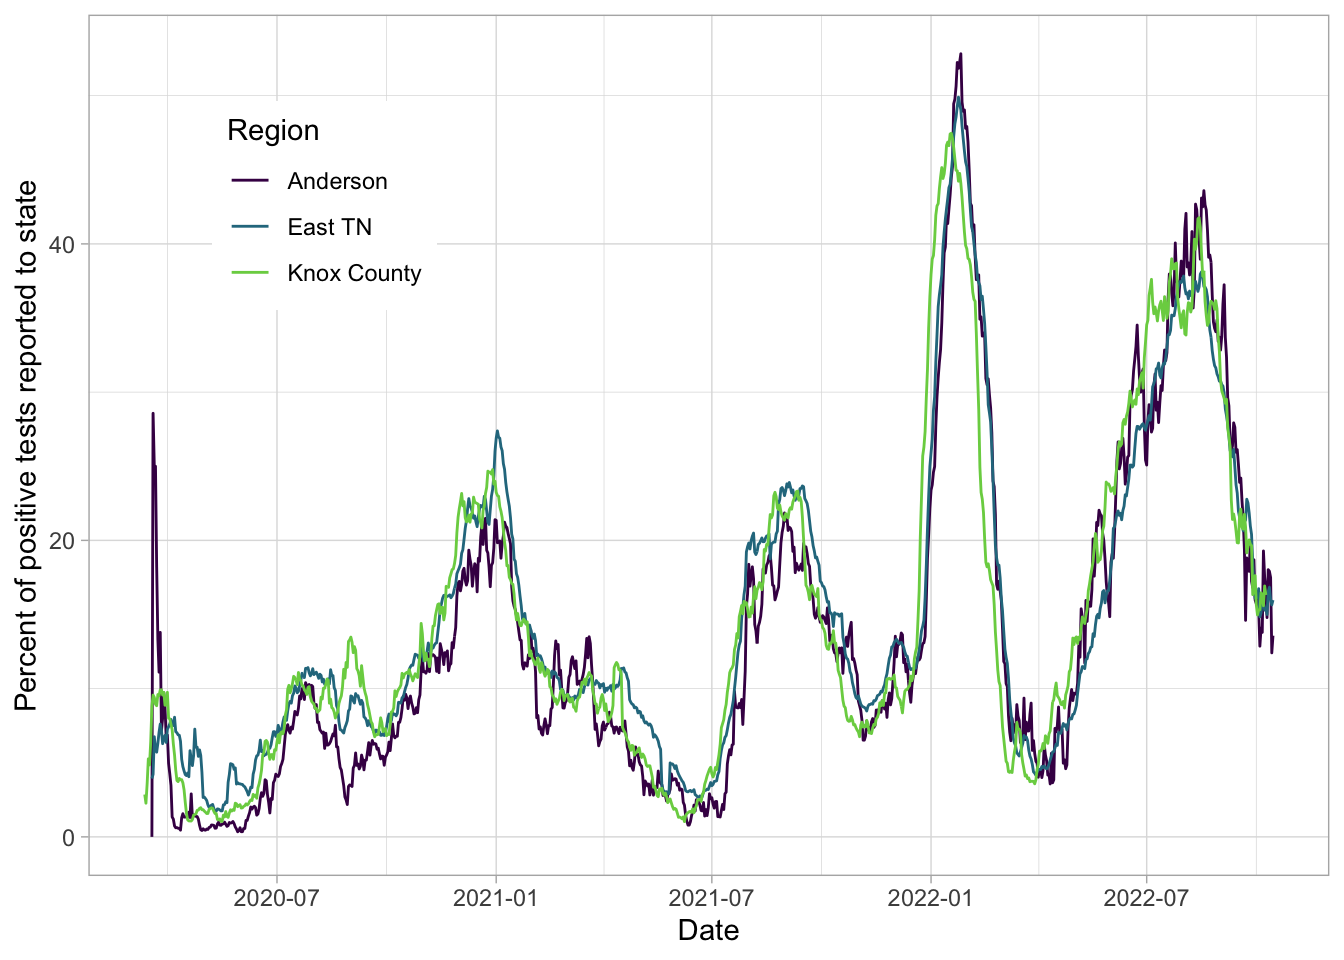 Percent of positive tests reported to state
Region
Anderson
East TN
Knox County
40
20
0
2020-07
2021-01
2021-07
2022-01
2022-07
Date